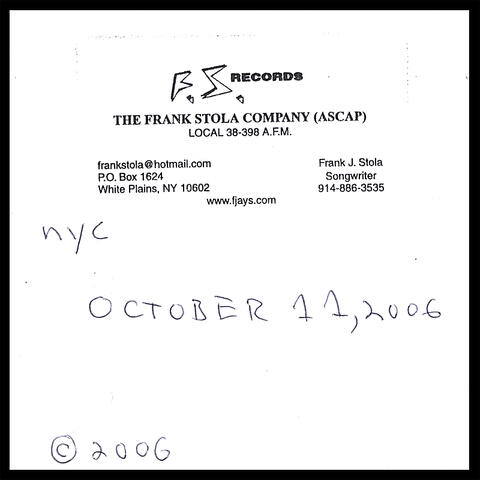 F.S. RECORDS
THE FRANK STOLA COMPANY (ASCAP)
LOCAL 38-398 A.F.M.
frankstola@hotmail.com
P.O. Box 1624
White Plains, NY 10602
Frank J. Stola
Songwriter
914-886-3535
www.fjays.com
nyc
OCTOBER 11, 2006
© 2006